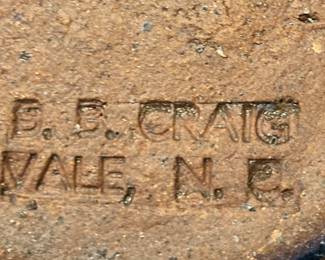 B. B. CRAIG
VALE, N. C.